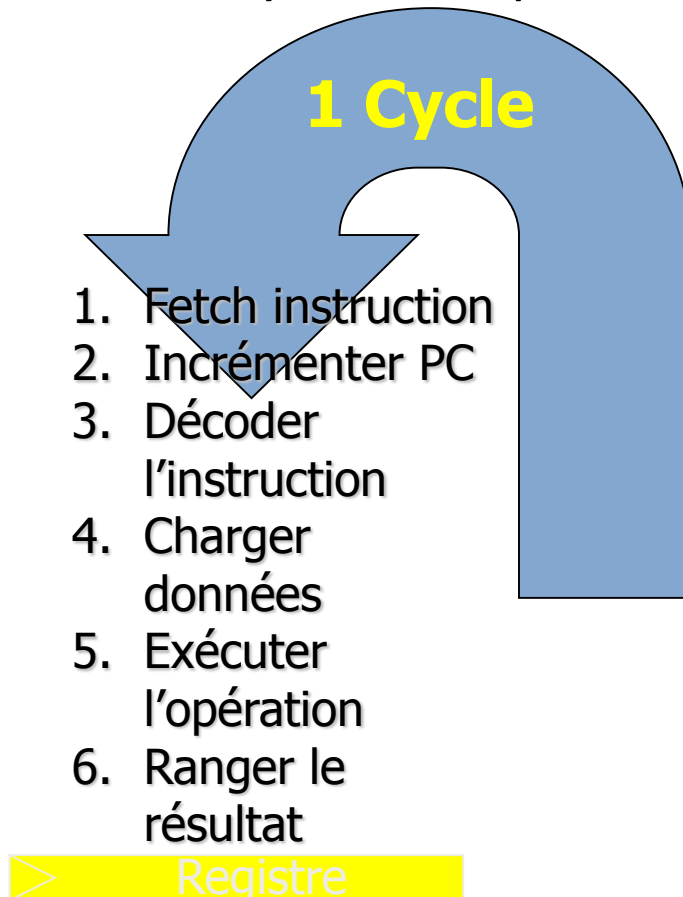 1 Cycle
1. Fetch instruction
2. Incrémenter PC
3. Décoder
l’instruction
4. Charger
données
5. Exécuter
l’opération
6. Ranger le
résultat
Registre